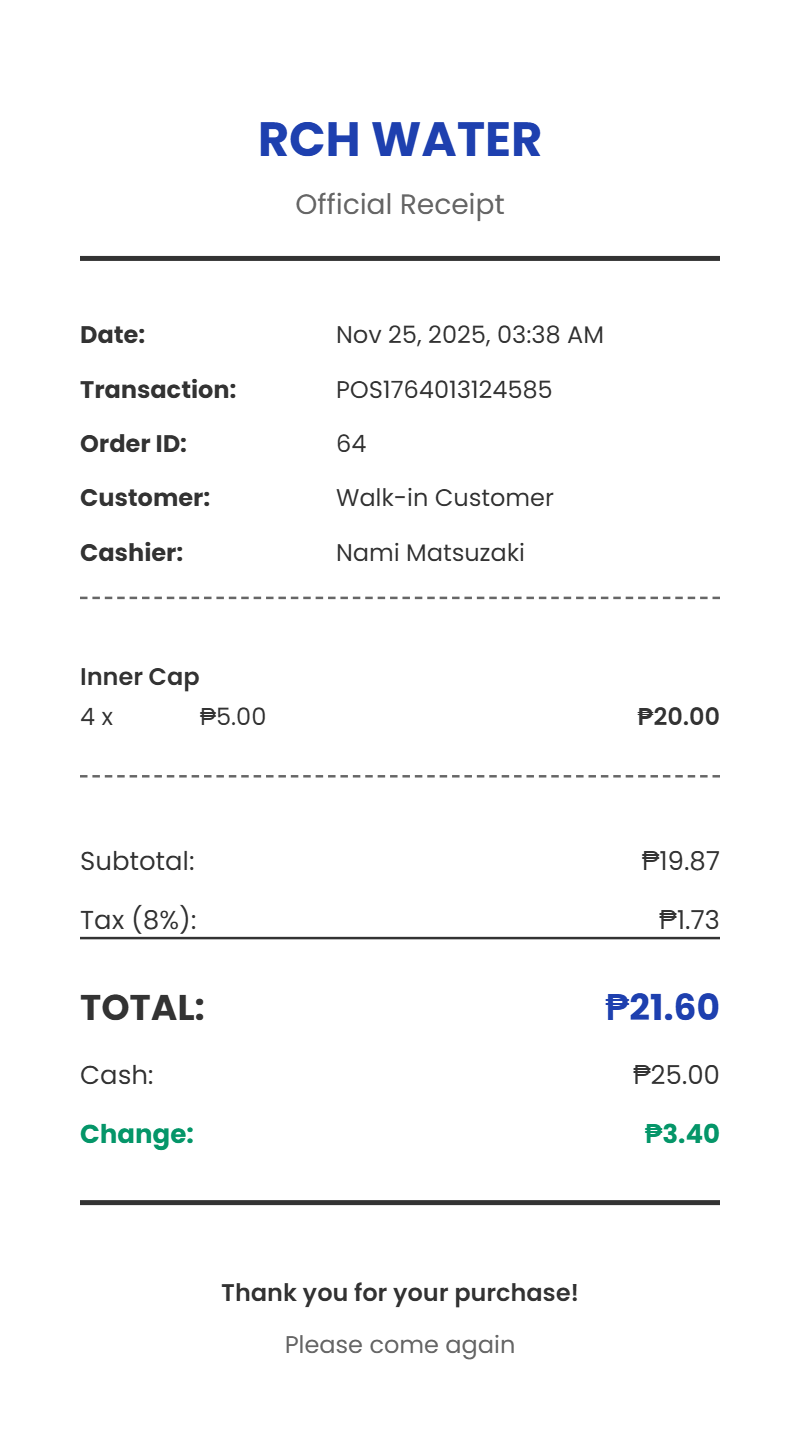 RCH WATER
Official Receipt
Date: Nov 25, 2025, 03:38 AM
Transaction: POS1764013124585
Order ID: 64
Customer: Walk-in Customer
Cashier: Nami Matsuzaki
Inner Cap
4 x ₱5.00 ₱20.00
Subtotal: ₱19.87
Tax (8%): ₱1.73
TOTAL: ₱21.60
Cash: ₱25.00
Change: ₱3.40
Thank you for your purchase!
Please come again